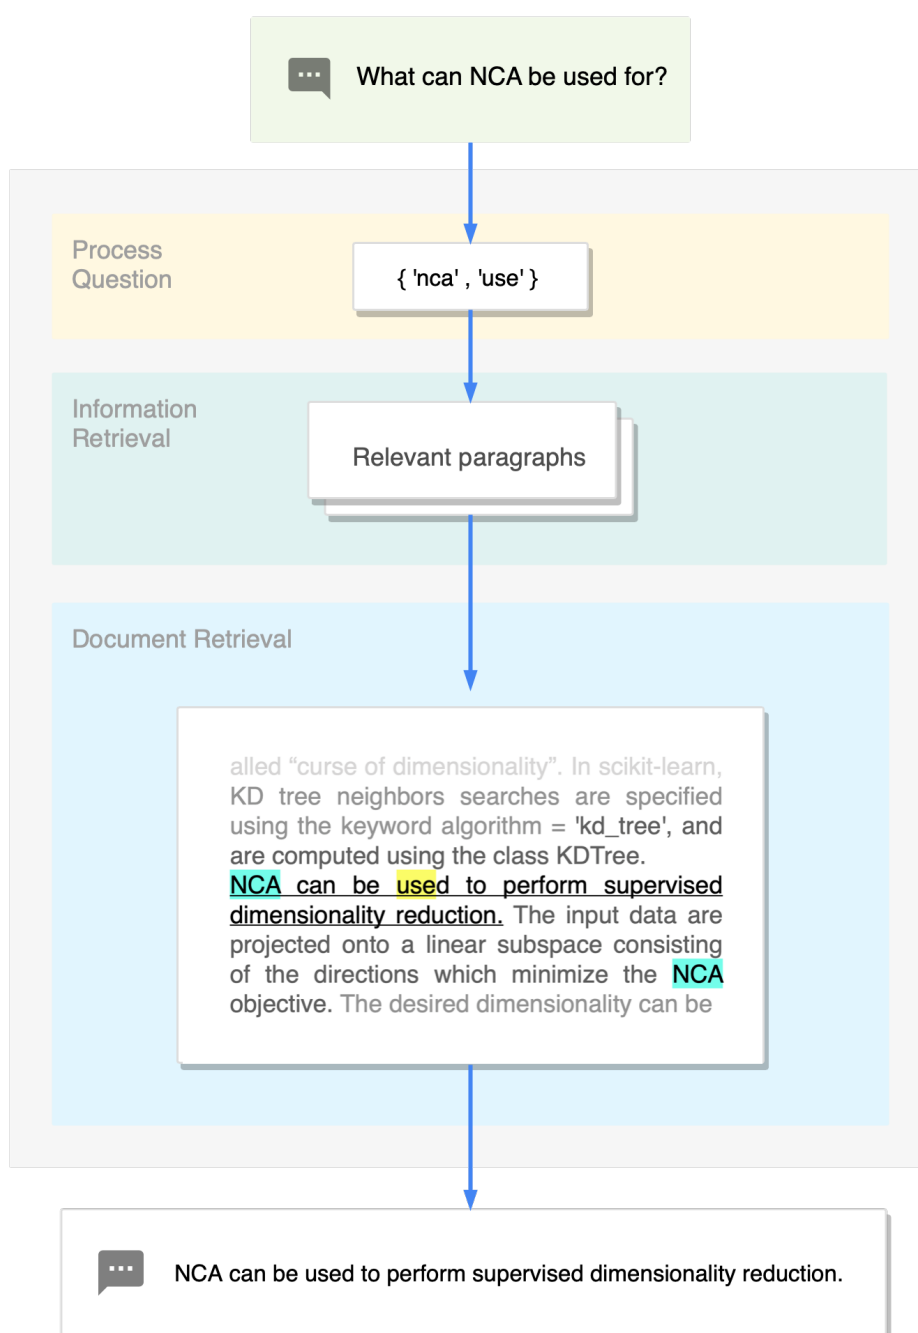 What can NCA be used for?
Process
Question
{ 'nca' , 'use' }
Information
Retrieval
Relevant paragraphs
Document Retrieval
alled “curse of dimensionality”. In scikit-learn,
KD tree neighbors searches are specified
using the keyword algorithm = 'kd_tree', and
are computed using the class KDTree.
NCA can be used to perform supervised
dimensionality reduction. The input data are
projected onto a linear subspace consisting
of the directions which minimize the NCA
objective. The desired dimensionality can be
NCA can be used to perform supervised dimensionality reduction.